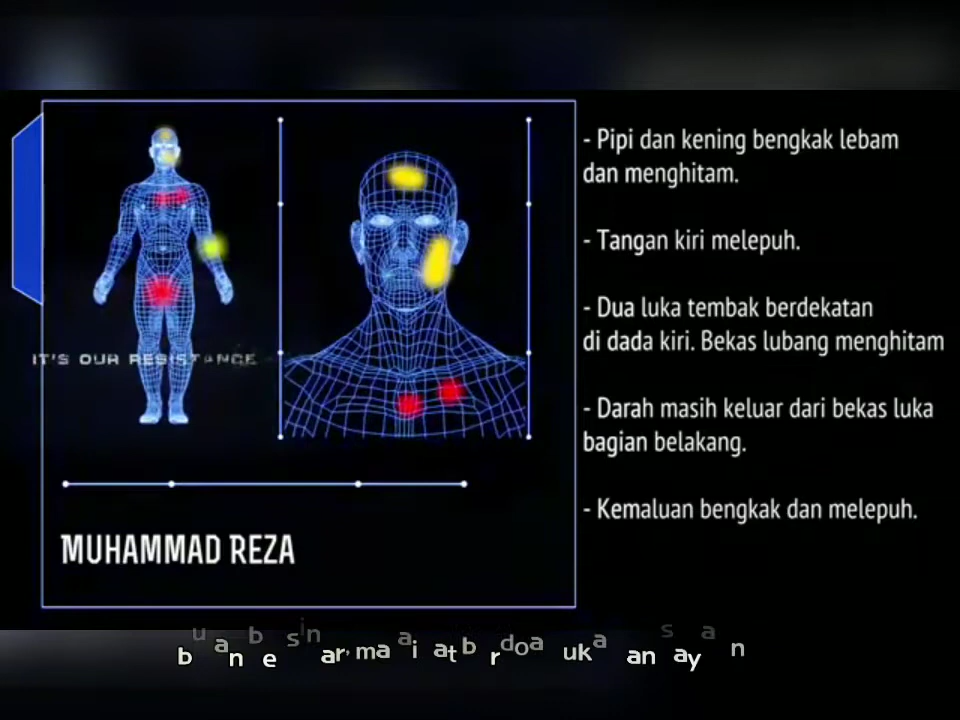 - Pipi dan kening bengkak lebam
dan menghitam.
- Tangan kiri melepuh.
- Dua luka tembak berdekatan
di dada kiri. Bekas lubang menghitam
- Darah masih keluar dari bekas luka
bagian belakang.
- Kemaluan bengkak dan melepuh.
IT'S OUR RESISTANCE
MUHAMMAD REZA